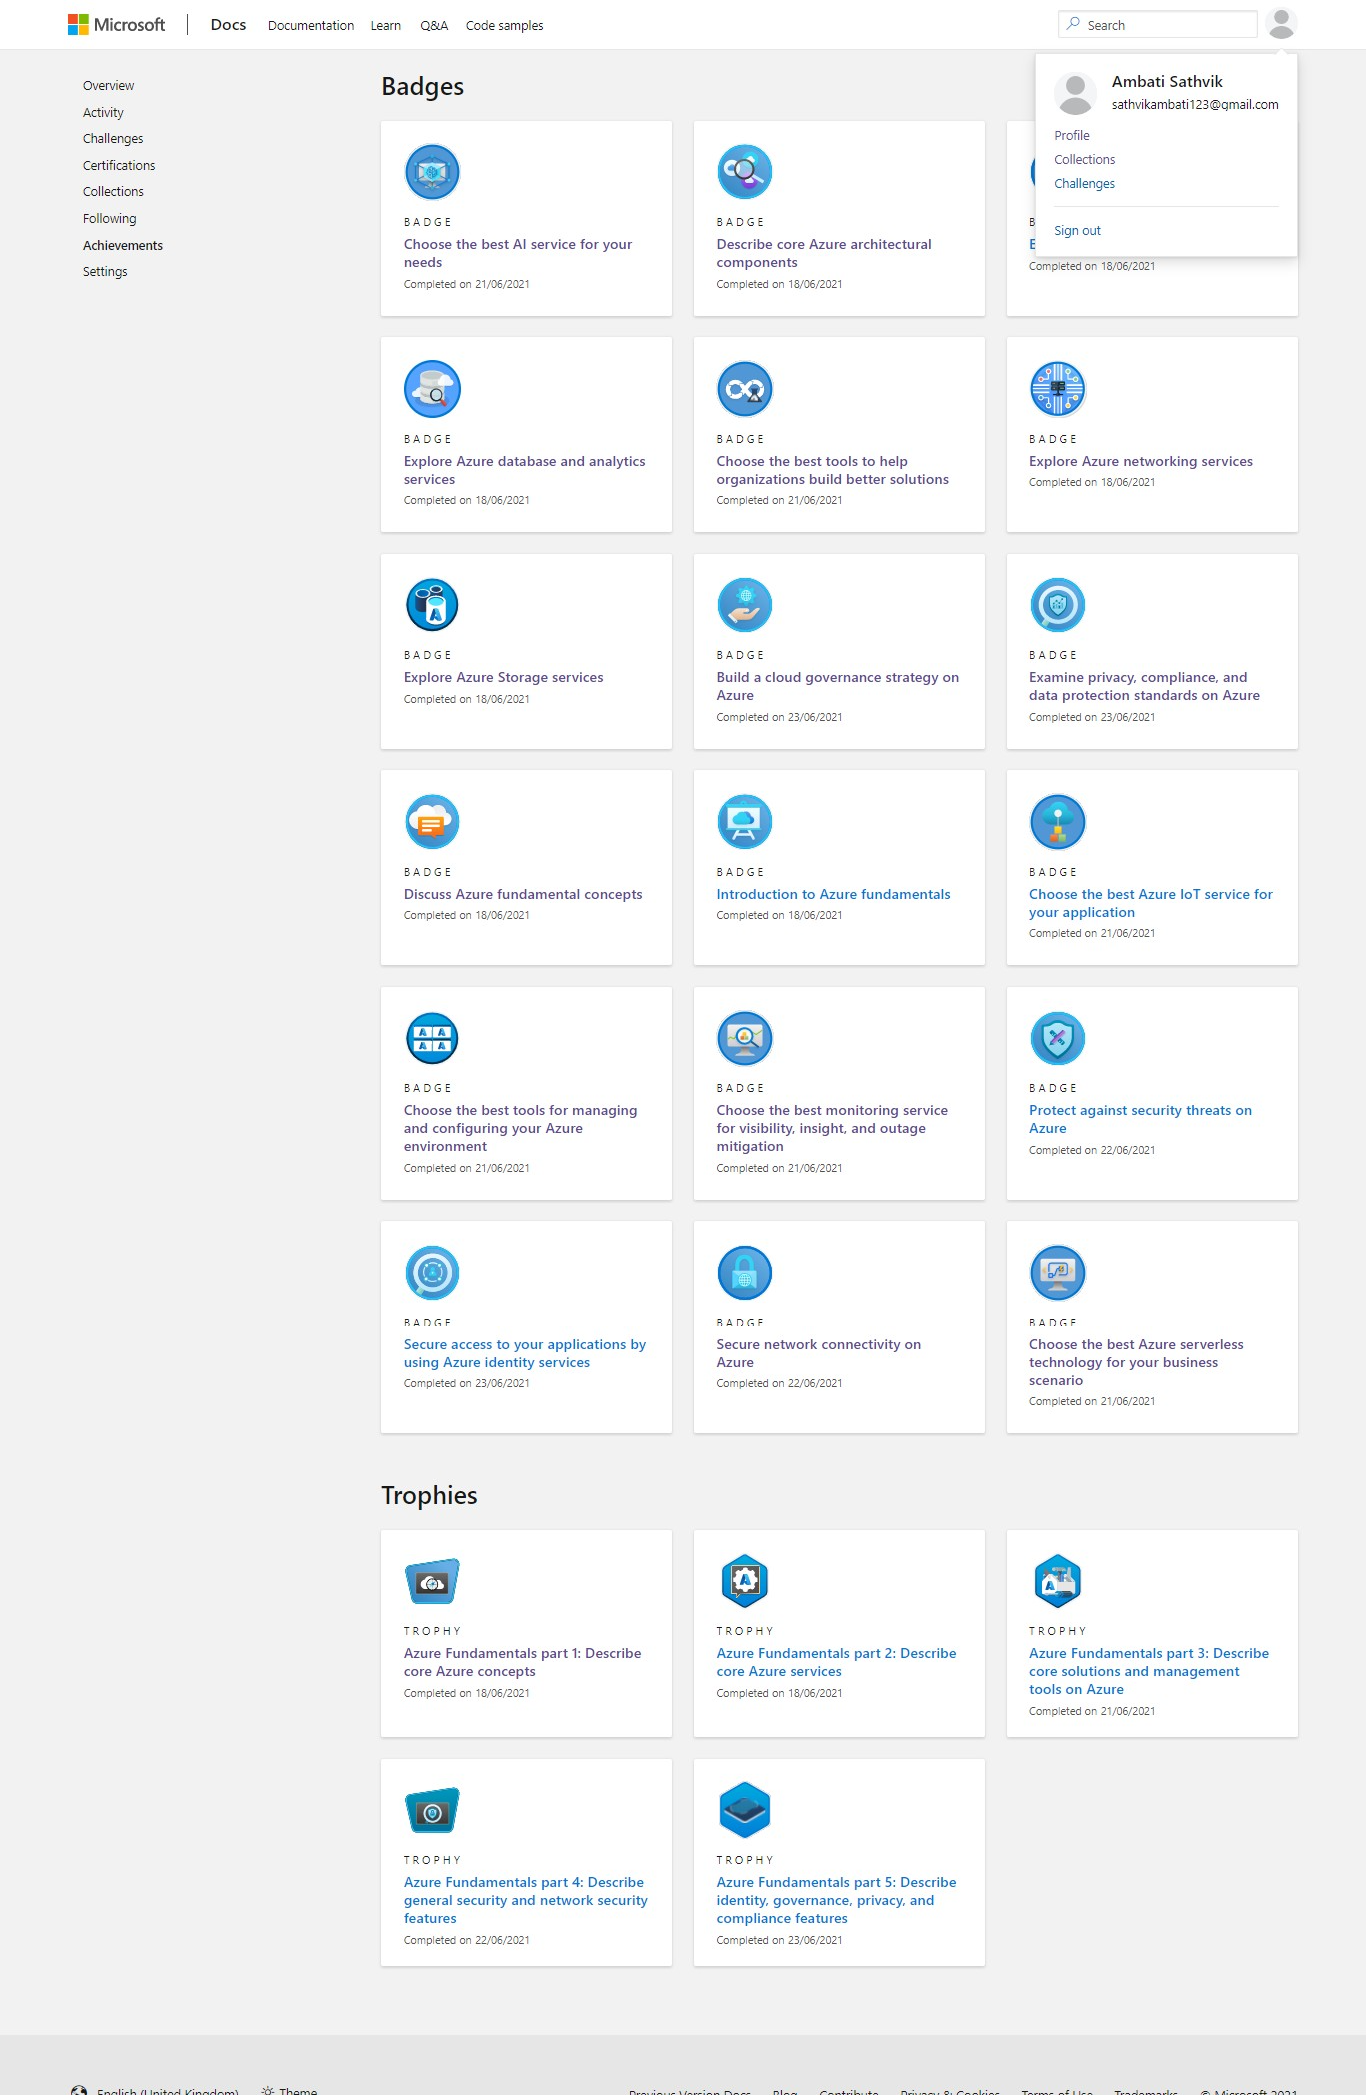 Microsoft
Docs
Documentation
Learn
Q&A
Code samples
Search
Ambati Sathvik
sathvikambati123@gmail.com
Profile
Collections
Challenges
Sign out
Overview
Activity
Challenges
Certifications
Collections
Following
Achievements
Settings
Badges
BADGE
Choose the best AI service for your
needs
Completed on 21/06/2021
BADGE
Describe core Azure architectural
components
Completed on 18/06/2021
Completed on 18/06/2021
BADGE
Explore Azure database and analytics
services
Completed on 18/06/2021
BADGE
Choose the best tools to help
organizations build better solutions
Completed on 21/06/2021
BADGE
Explore Azure networking services
Completed on 18/06/2021
BADGE
Explore Azure Storage services
Completed on 18/06/2021
BADGE
Build a cloud governance strategy on
Azure
Completed on 23/06/2021
BADGE
Examine privacy, compliance, and
data protection standards on Azure
Completed on 23/06/2021
BADGE
Discuss Azure fundamental concepts
Completed on 18/06/2021
BADGE
Introduction to Azure fundamentals
Completed on 18/06/2021
BADGE
Choose the best Azure IoT service for
your application
Completed on 21/06/2021
BADGE
Choose the best tools for managing
and configuring your Azure
environment
Completed on 21/06/2021
BADGE
Choose the best monitoring service
for visibility, insight, and outage
mitigation
Completed on 21/06/2021
BADGE
Protect against security threats on
Azure
Completed on 22/06/2021
BADGE
Secure access to your applications by
using Azure identity services
Completed on 23/06/2021
BADGE
Secure network connectivity on
Azure
Completed on 22/06/2021
BADGE
Choose the best Azure serverless
technology for your business
scenario
Completed on 21/06/2021
Trophies
TROPHY
Azure Fundamentals part 1: Describe
core Azure concepts
Completed on 18/06/2021
TROPHY
Azure Fundamentals part 2: Describe
core Azure services
Completed on 18/06/2021
TROPHY
Azure Fundamentals part 3: Describe
core solutions and management
tools on Azure
Completed on 21/06/2021
TROPHY
Azure Fundamentals part 4: Describe
general security and network security
features
Completed on 22/06/2021
TROPHY
Azure Fundamentals part 5: Describe
identity, governance, privacy, and
compliance features
Completed on 23/06/2021
English (United Kingdom)
Theme
Previous Version Docs
Blog
Contribute
Privacy & Cookies
Terms of Use
Trademarks
© Microsoft 2021